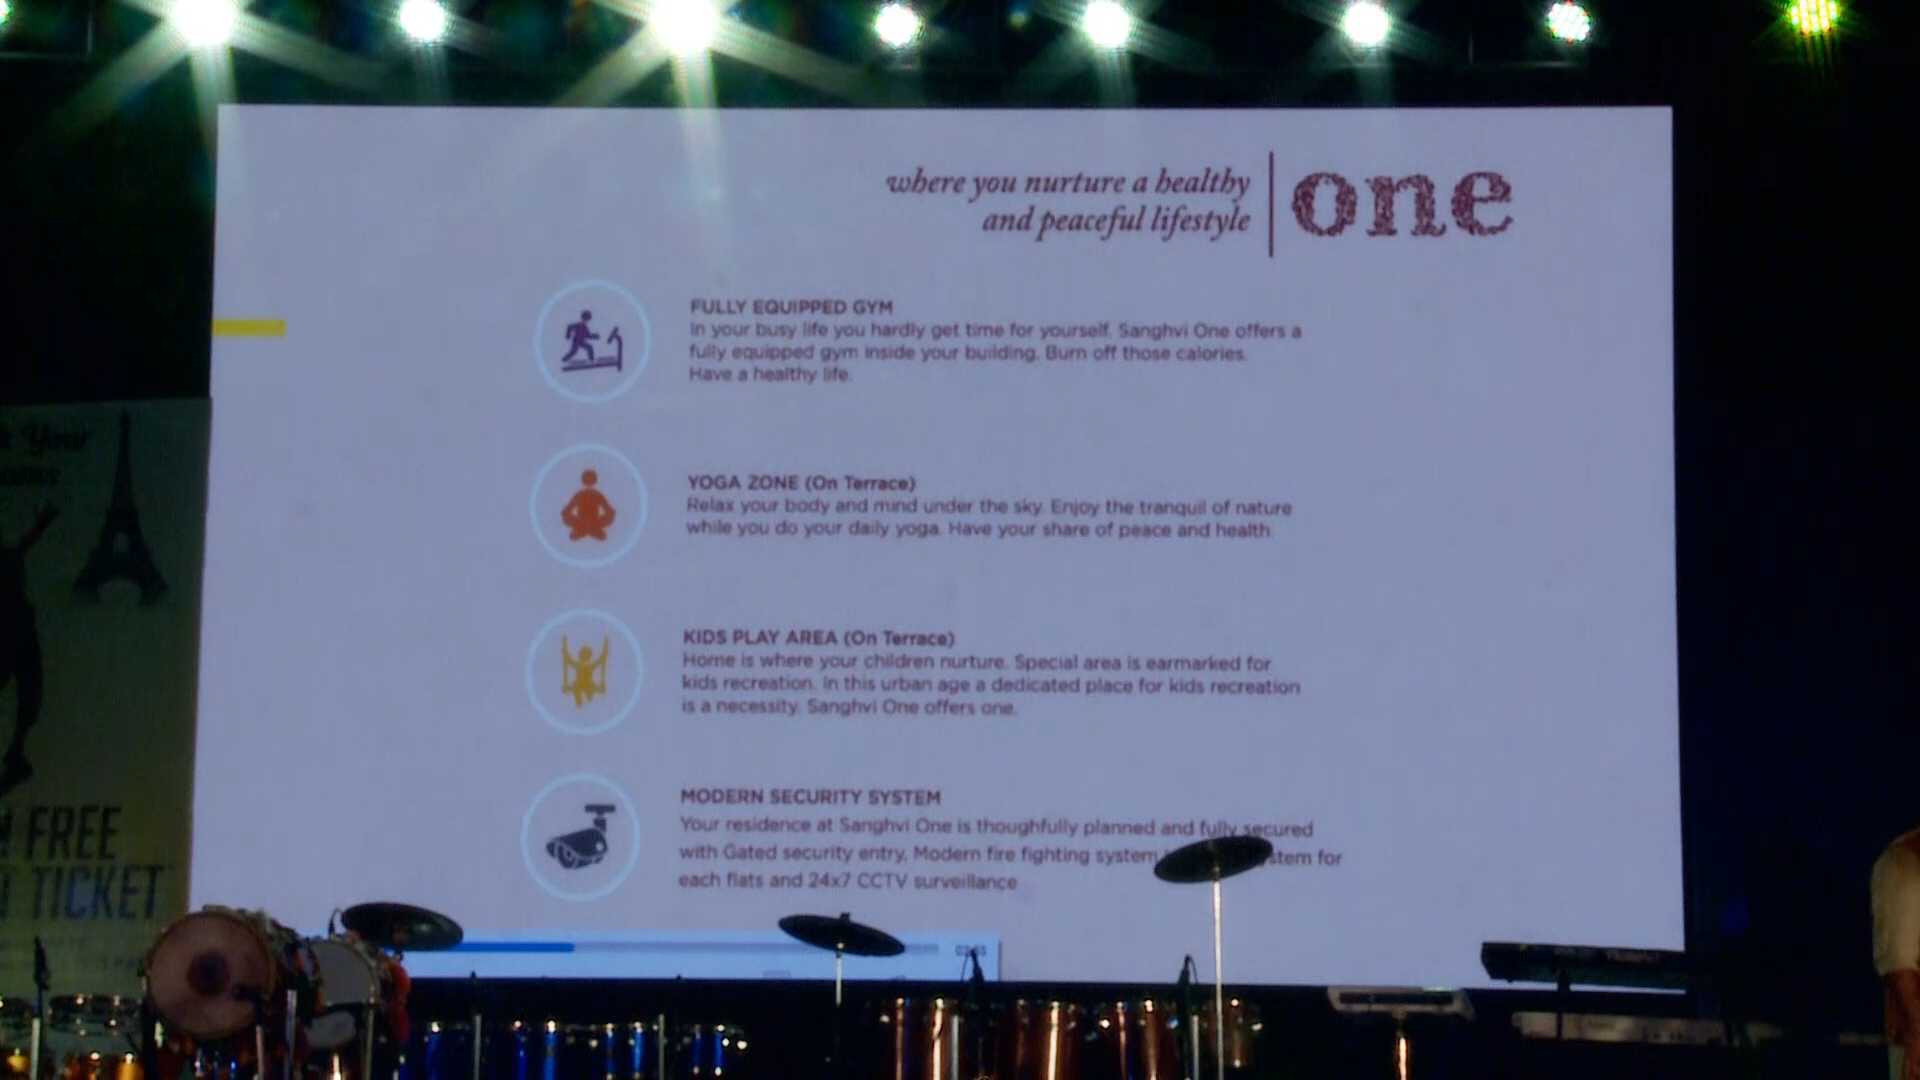 where you nurture a healthy
and peaceful lifestyle
one
FULLY EQUIPPED GYM
In your busy life you hardly get time for yourself. Sanghvi One offers a
fully equipped gym inside your building. Burn off those calories.
Have a healthy life.
YOGA ZONE (On Terrace)
Relax your body and mind under the sky. Enjoy the tranquil of nature
while you do your daily yoga. Have your share of peace and health.
KIDS PLAY AREA (On Terrace)
Home is where your children nurture. Special area is earmarked for
kids recreation. In this urban age a dedicated place for kids recreation
is a necessity. Sanghvi One offers one.
MODERN SECURITY SYSTEM
Your residence at Sanghvi One is thoughtfully planned and fully secured
with Gated security entry, Modern fire fighting system for
each flats and 24x7 CCTV surveillance
Your
FREE
TICKET